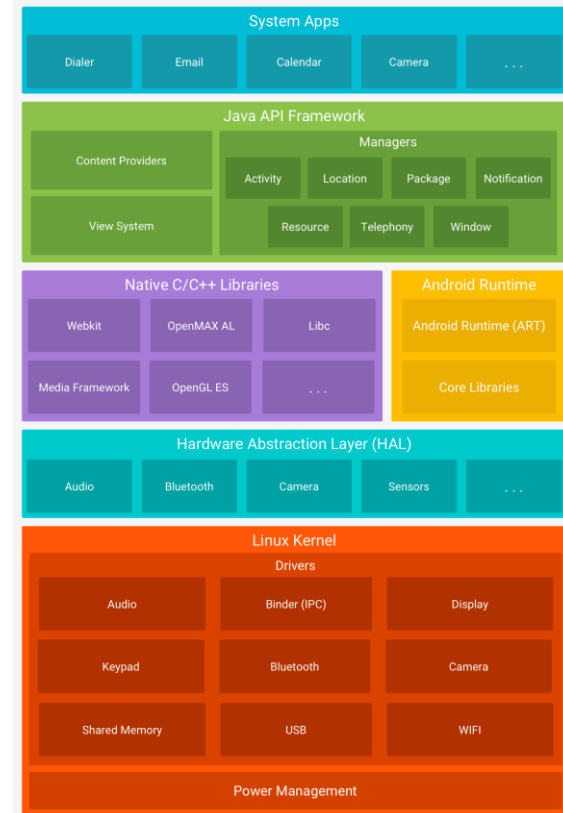 System Apps
Dialer
Email
Calendar
Camera
. . .
Java API Framework
Content Providers
View System
Managers
Activity
Location
Package
Notification
Resource
Telephony
Window
Native C/C++ Libraries
Webkit
OpenMAX AL
Libc
Media Framework
OpenGL ES
. . .
Android Runtime
Android Runtime (ART)
Core Libraries
Hardware Abstraction Layer (HAL)
Audio
Bluetooth
Camera
Sensors
. . .
Linux Kernel
Drivers
Audio
Binder (IPC)
Display
Keypad
Bluetooth
Camera
Shared Memory
USB
WIFI
Power Management